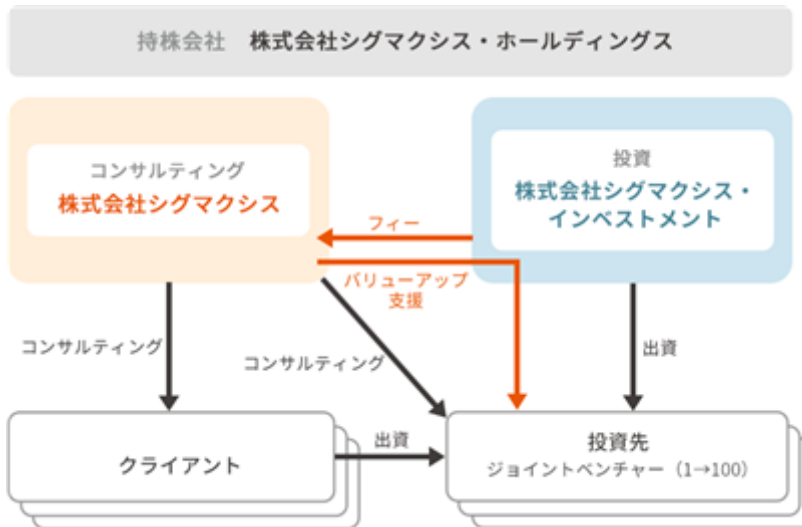 持株会社 株式会社シグマクシス・ホールディングス
コンサルティング
株式会社シグマクシス
投資
株式会社シグマクシス・
インベストメント
フィー
バリューアップ
支援
コンサルティング
コンサルティング
出資
クライアント
出資
投資先
ジョイントベンチャー（1→100）